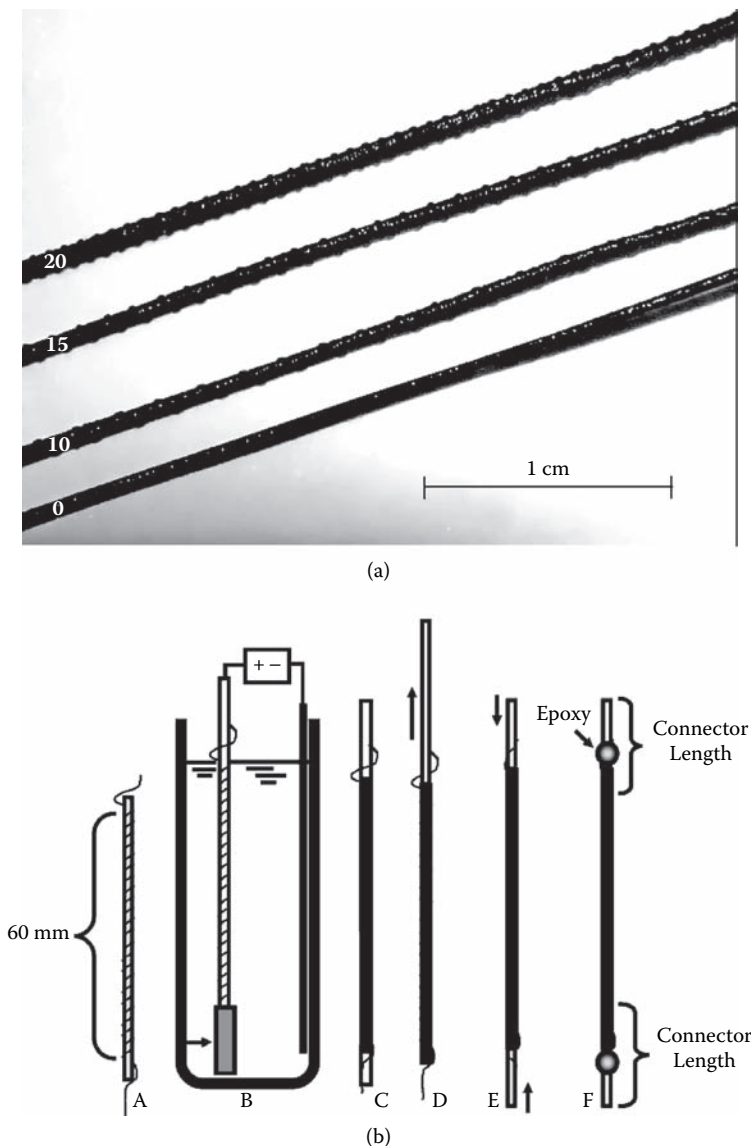 20
15
10
0
1 cm
(a)
+ −
Epoxy
Connector
Length
60 mm
Connector
Length
A B C D E F
(b)